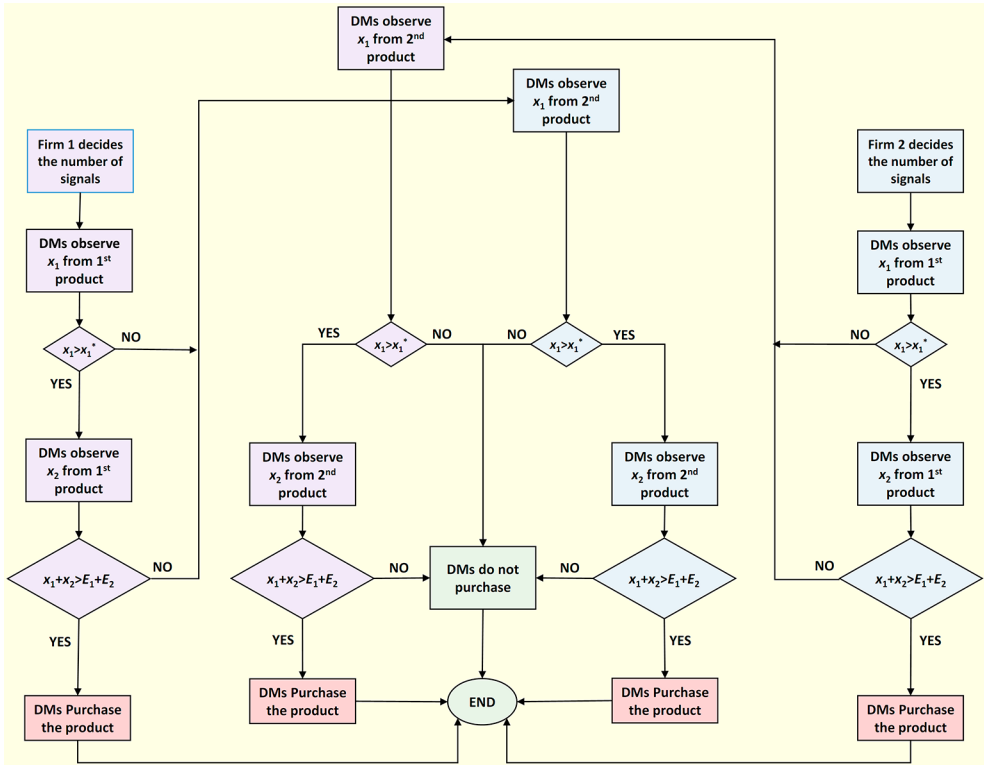 DMs observe
x₁ from 2ⁿᵈ
product
DMs observe
x₁ from 2ⁿᵈ
product
Firm 1 decides
the number of
signals
Firm 2 decides
the number of
signals
DMs observe
x₁ from 1ˢᵗ
product
DMs observe
x₁ from 1ˢᵗ
product
x₁>x₁*
NO
YES
YES
x₁>x₁*
NO
NO
x₁>x₁*
YES
NO
x₁>x₁*
YES
DMs observe
x₂ from 1ˢᵗ
product
DMs observe
x₂ from 2ⁿᵈ
product
DMs observe
x₂ from 2ⁿᵈ
product
DMs observe
x₂ from 1ˢᵗ
product
x₁+x₂>E₁+E₂
NO
YES
x₁+x₂>E₁+E₂
NO
YES
DMs do not
purchase
NO
x₁+x₂>E₁+E₂
YES
NO
x₁+x₂>E₁+E₂
YES
DMs Purchase
the product
DMs Purchase
the product
END
DMs Purchase
the product
DMs Purchase
the product